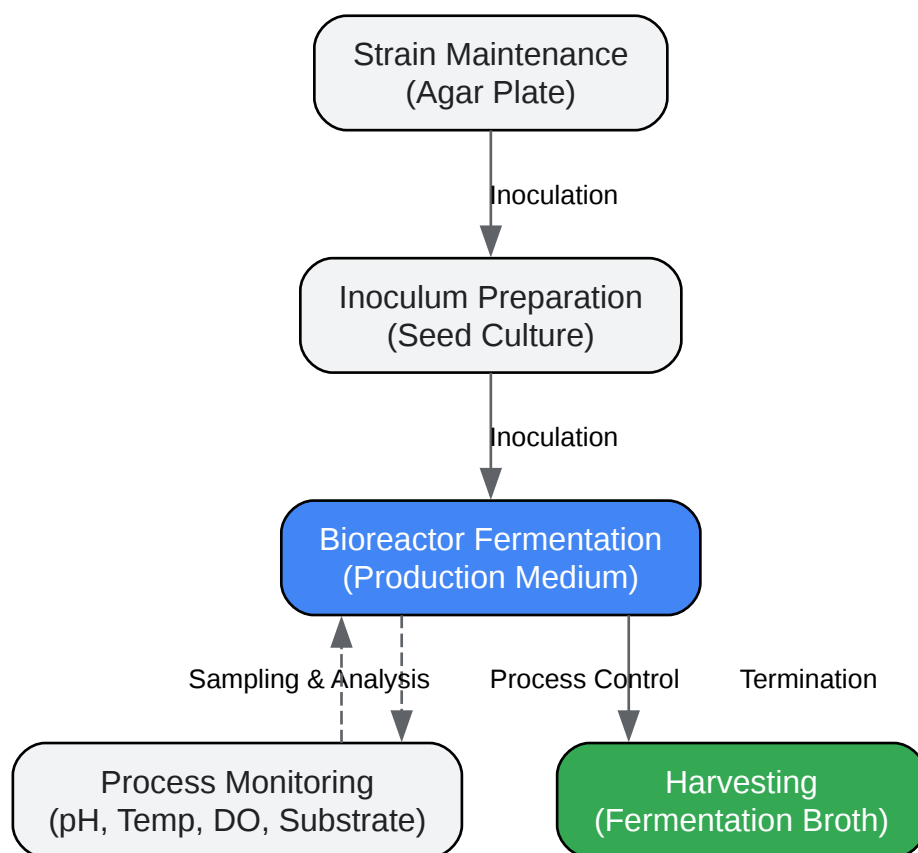 Strain Maintenance
(Agar Plate)
Inoculation
Inoculum Preparation
(Seed Culture)
Inoculation
Bioreactor Fermentation
(Production Medium)
Sampling & Analysis
Process Control
Termination
Process Monitoring
(pH, Temp, DO, Substrate)
Harvesting
(Fermentation Broth)